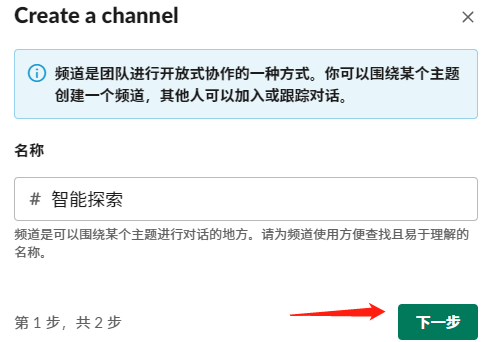 Create a channel
频道是团队进行开放式协作的一种方式。你可以围绕某个主题
创建一个频道，其他人可以加入或跟踪对话。
名称
# 智能探索
频道是可以围绕某个主题进行对话的地方。请为频道使用方便查找且易于理解的
名称。
第 1 步，共 2 步
下一步